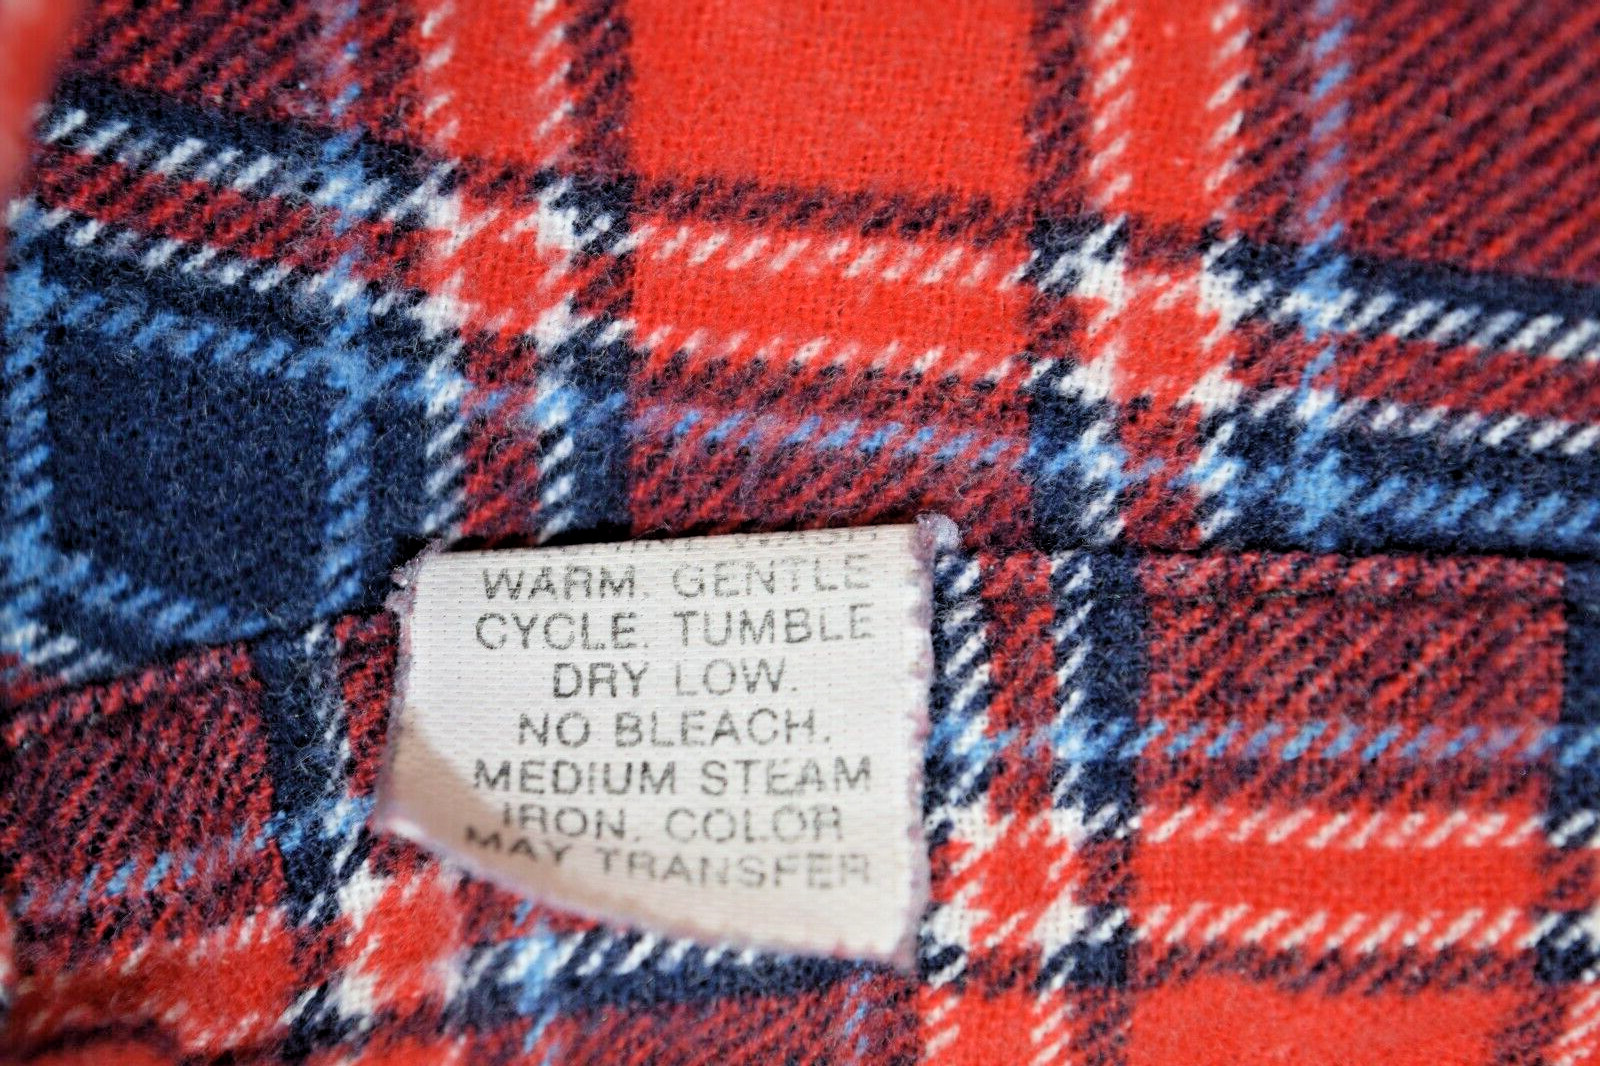 WARM. GENTLE
CYCLE. TUMBLE
DRY LOW.
NO BLEACH.
MEDIUM STEAM
IRON. COLOR
MAY TRANSFER